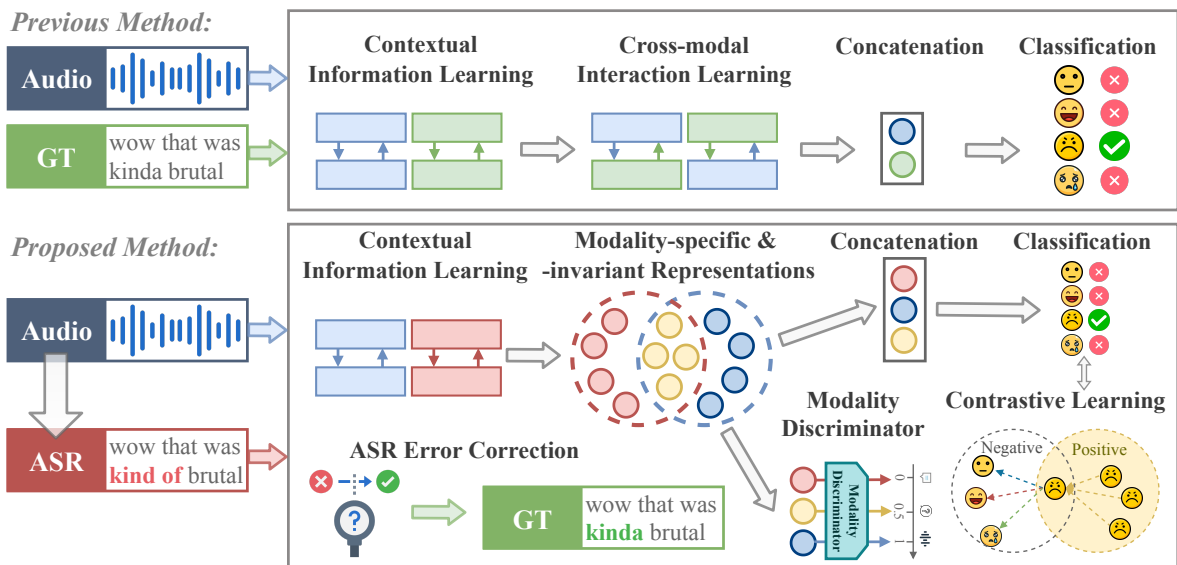 Previous Method:
Audio
GT
wow that was
kinda brutal
Contextual
Information Learning
Cross-modal
Interaction Learning
Concatenation
Classification
Proposed Method:
Audio
ASR
wow that was
kind of brutal
Contextual
Information Learning
Modality-specific &
-invariant Representations
Concatenation
Classification
ASR Error Correction
?
GT
wow that was
kinda brutal
Modality
Discriminator
Modality
Discriminator
0
0.5
?
1
Contrastive Learning
Negative
Positive